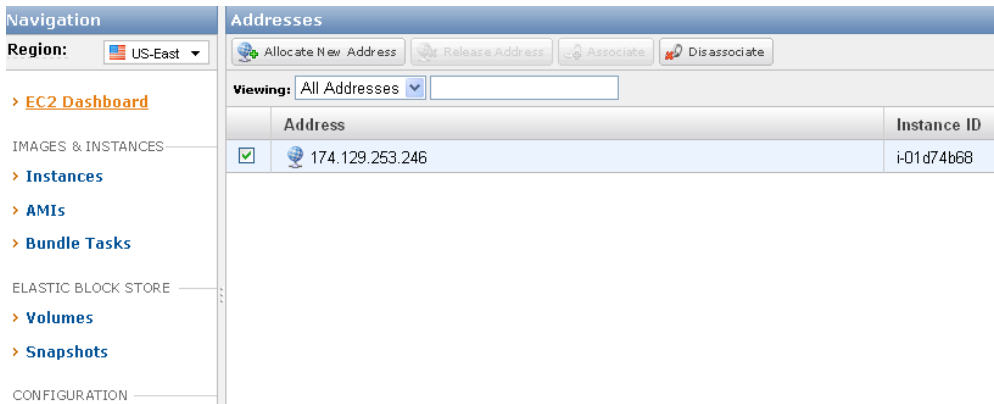 Navigation
Region: US-East
EC2 Dashboard
IMAGES & INSTANCES
Instances
AMIs
Bundle Tasks
ELASTIC BLOCK STORE
Volumes
Snapshots
CONFIGURATION
Addresses
Allocate New Address Release Address Associate Disassociate
Viewing: All Addresses
Address Instance ID
174.129.253.246 i-01d74b68